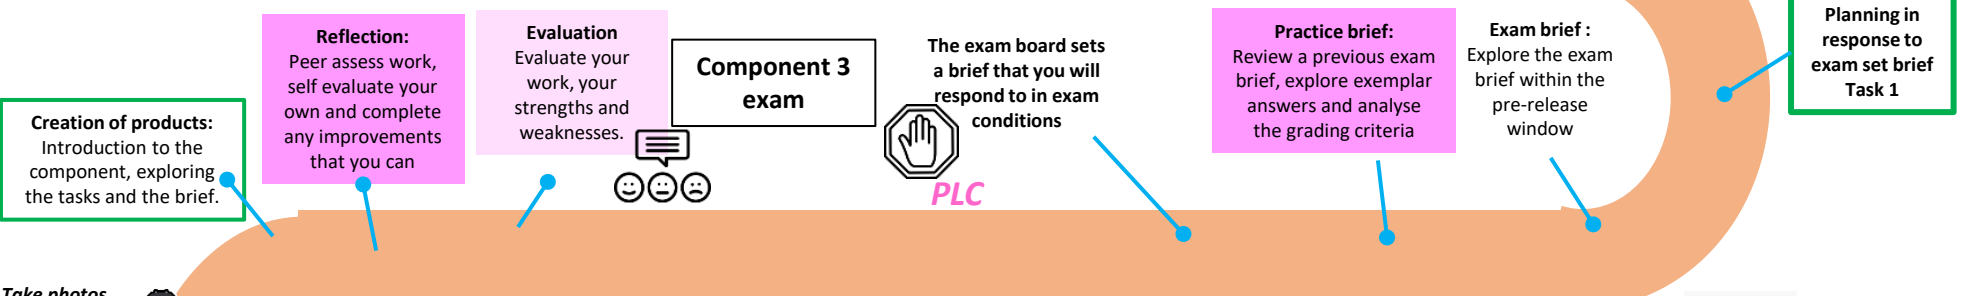 Creation of products:
Introduction to the
component, exploring
the tasks and the brief.
Reflection:
Peer assess work,
self evaluate your
own and complete
any improvements
that you can
Evaluation
Evaluate your
work, your
strengths and
weaknesses.
Component 3
exam
The exam board sets
a brief that you will
respond to in exam
conditions
PLC
Practice brief:
Review a previous exam
brief, explore exemplar
answers and analyse
the grading criteria
Exam brief :
Explore the exam
brief within the
pre-release
window
Planning in
response to
exam set brief
Task 1
Take photos